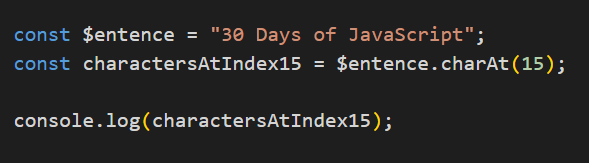 const $entence = "30 Days of JavaScript";
const charactersAtIndex15 = $entence.charAt(15);
console.log(charactersAtIndex15);